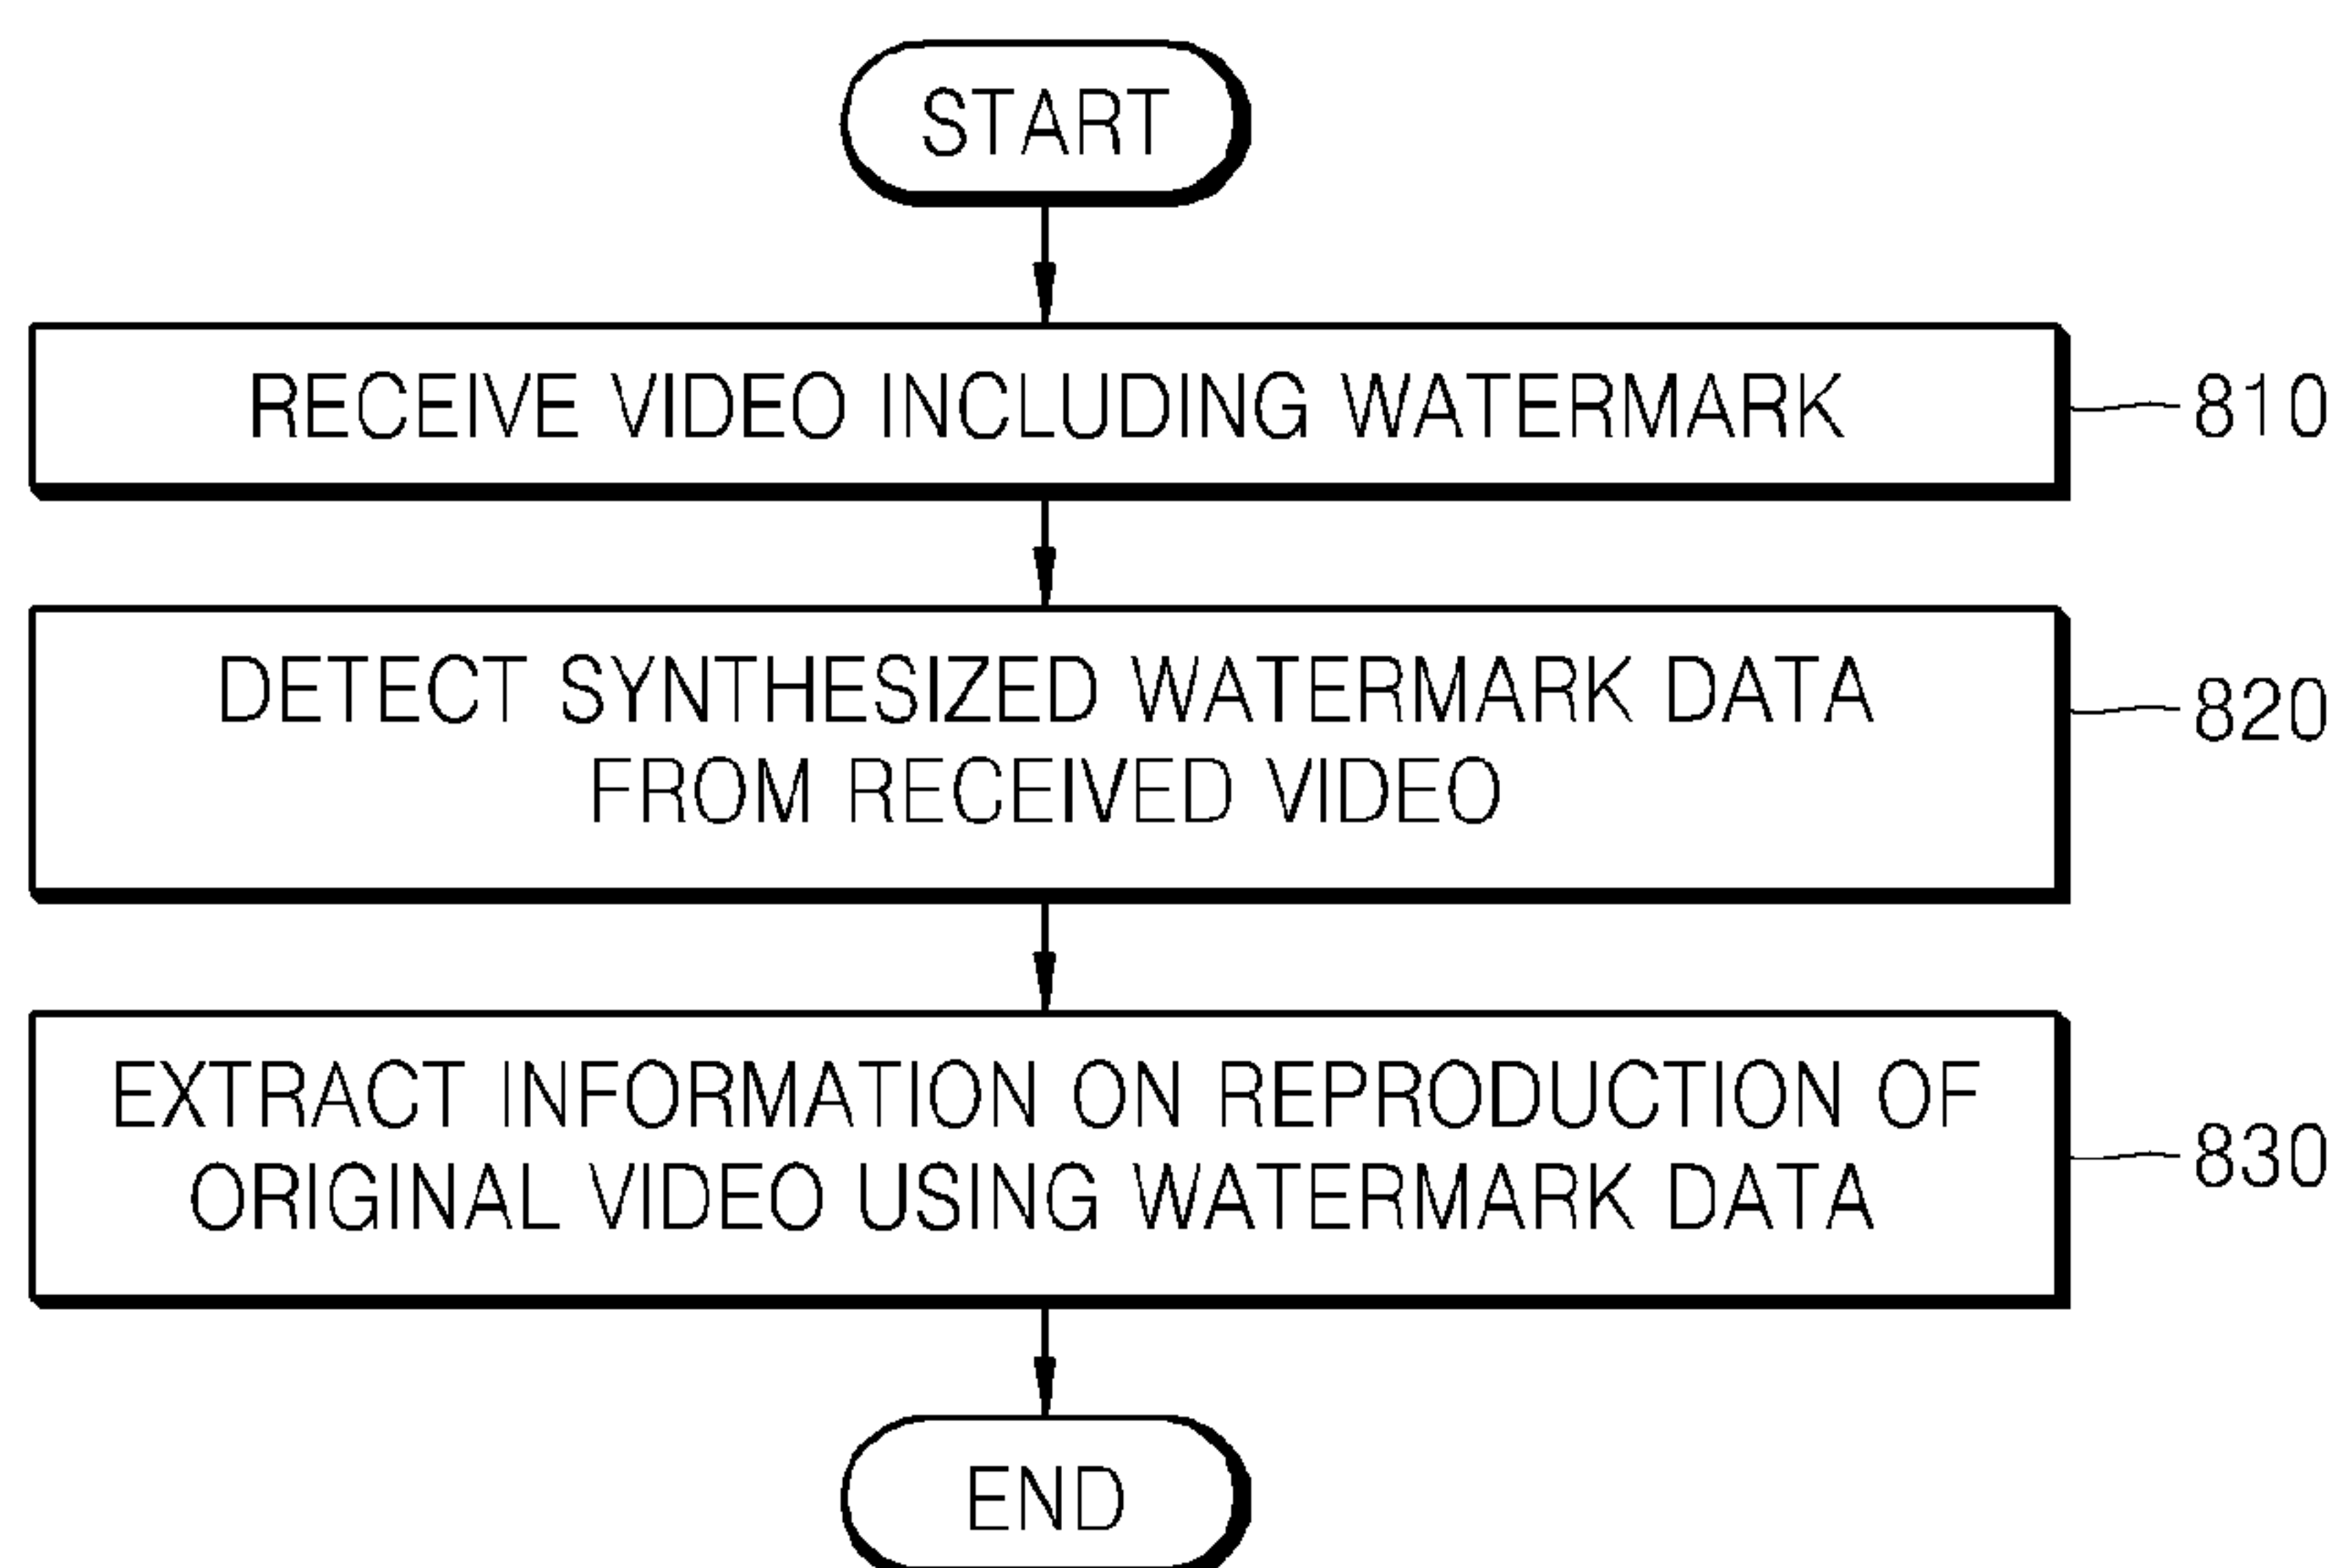 START
RECEIVE VIDEO INCLUDING WATERMARK
810
DETECT SYNTHESIZED WATERMARK DATA
FROM RECEIVED VIDEO
820
EXTRACT INFORMATION ON REPRODUCTION OF
ORIGINAL VIDEO USING WATERMARK DATA
830
END